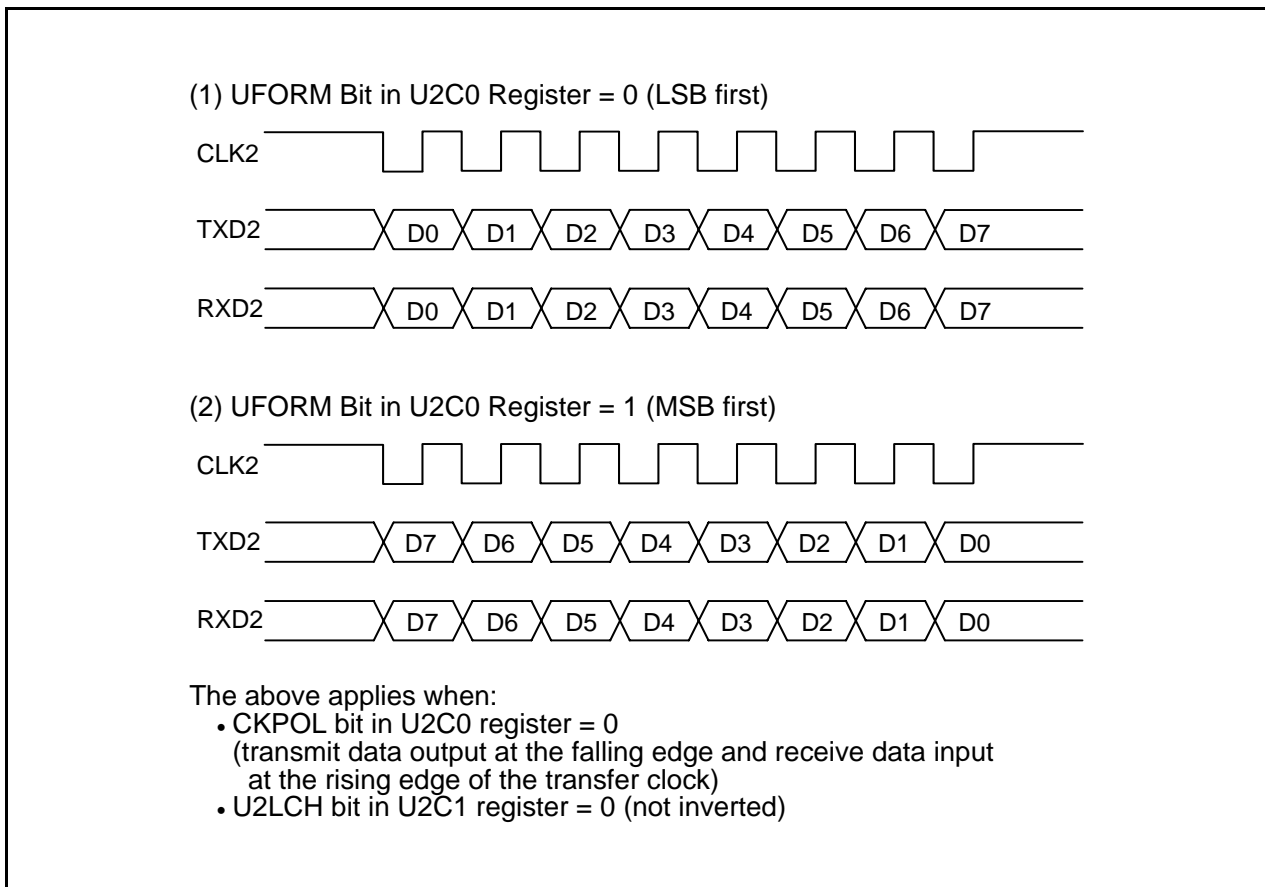 (1) UFORM Bit in U2C0 Register = 0 (LSB first)
CLK2
TXD2 D0 D1 D2 D3 D4 D5 D6 D7
RXD2 D0 D1 D2 D3 D4 D5 D6 D7
(2) UFORM Bit in U2C0 Register = 1 (MSB first)
CLK2
TXD2 D7 D6 D5 D4 D3 D2 D1 D0
RXD2 D7 D6 D5 D4 D3 D2 D1 D0
The above applies when:
• CKPOL bit in U2C0 register = 0
(transmit data output at the falling edge and receive data input
at the rising edge of the transfer clock)
• U2LCH bit in U2C1 register = 0 (not inverted)